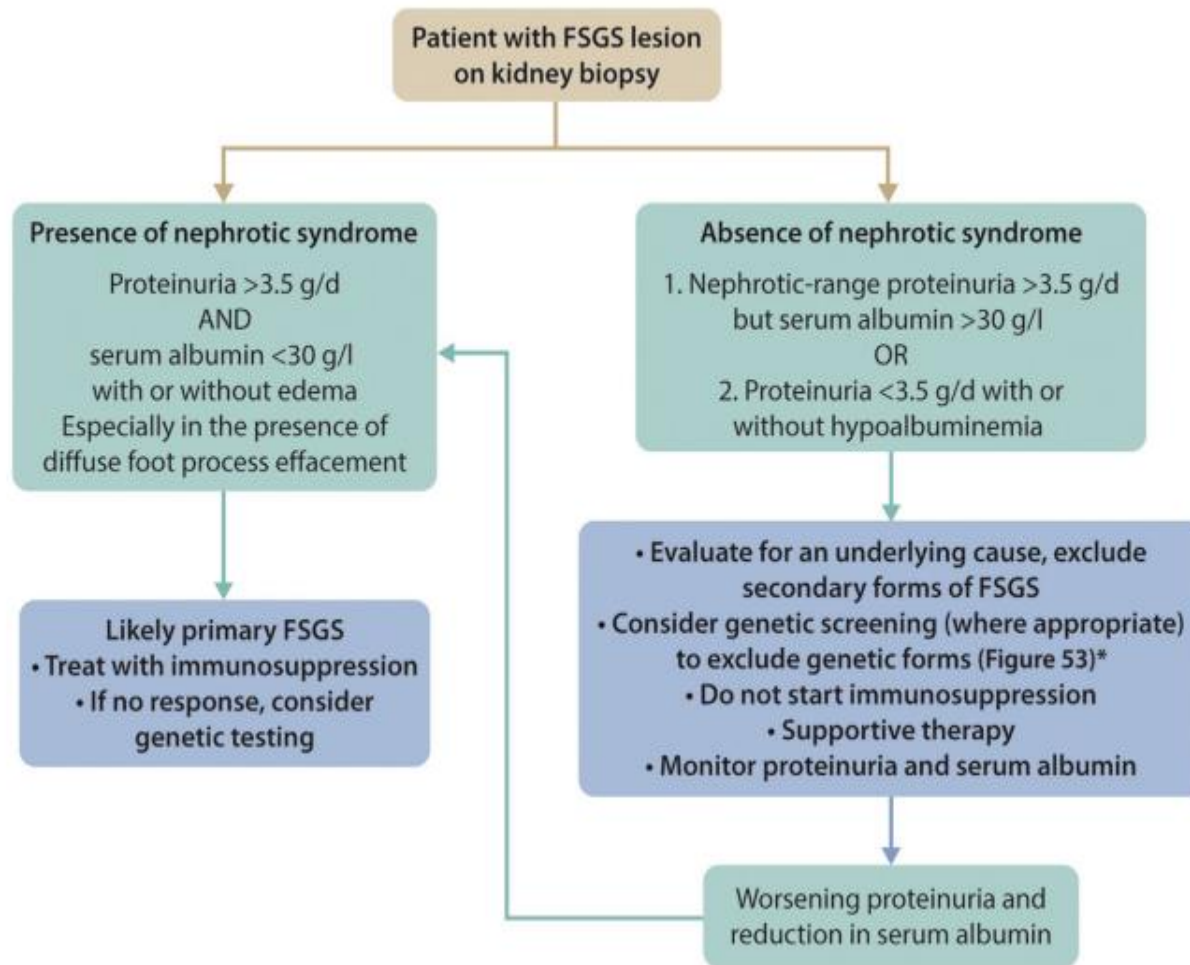 Patient with FSGS lesion
on kidney biopsy
Presence of nephrotic syndrome
Proteinuria >3.5 g/d
AND
serum albumin <30 g/l
with or without edema
Especially in the presence of
diffuse foot process effacement
Likely primary FSGS
• Treat with immunosuppression
• If no response, consider
genetic testing
Absence of nephrotic syndrome
1. Nephrotic-range proteinuria >3.5 g/d
but serum albumin >30 g/l
OR
2. Proteinuria <3.5 g/d with or
without hypoalbuminemia
• Evaluate for an underlying cause, exclude
secondary forms of FSGS
• Consider genetic screening (where appropriate)
to exclude genetic forms (Figure 53)*
• Do not start immunosuppression
• Supportive therapy
• Monitor proteinuria and serum albumin
Worsening proteinuria and
reduction in serum albumin